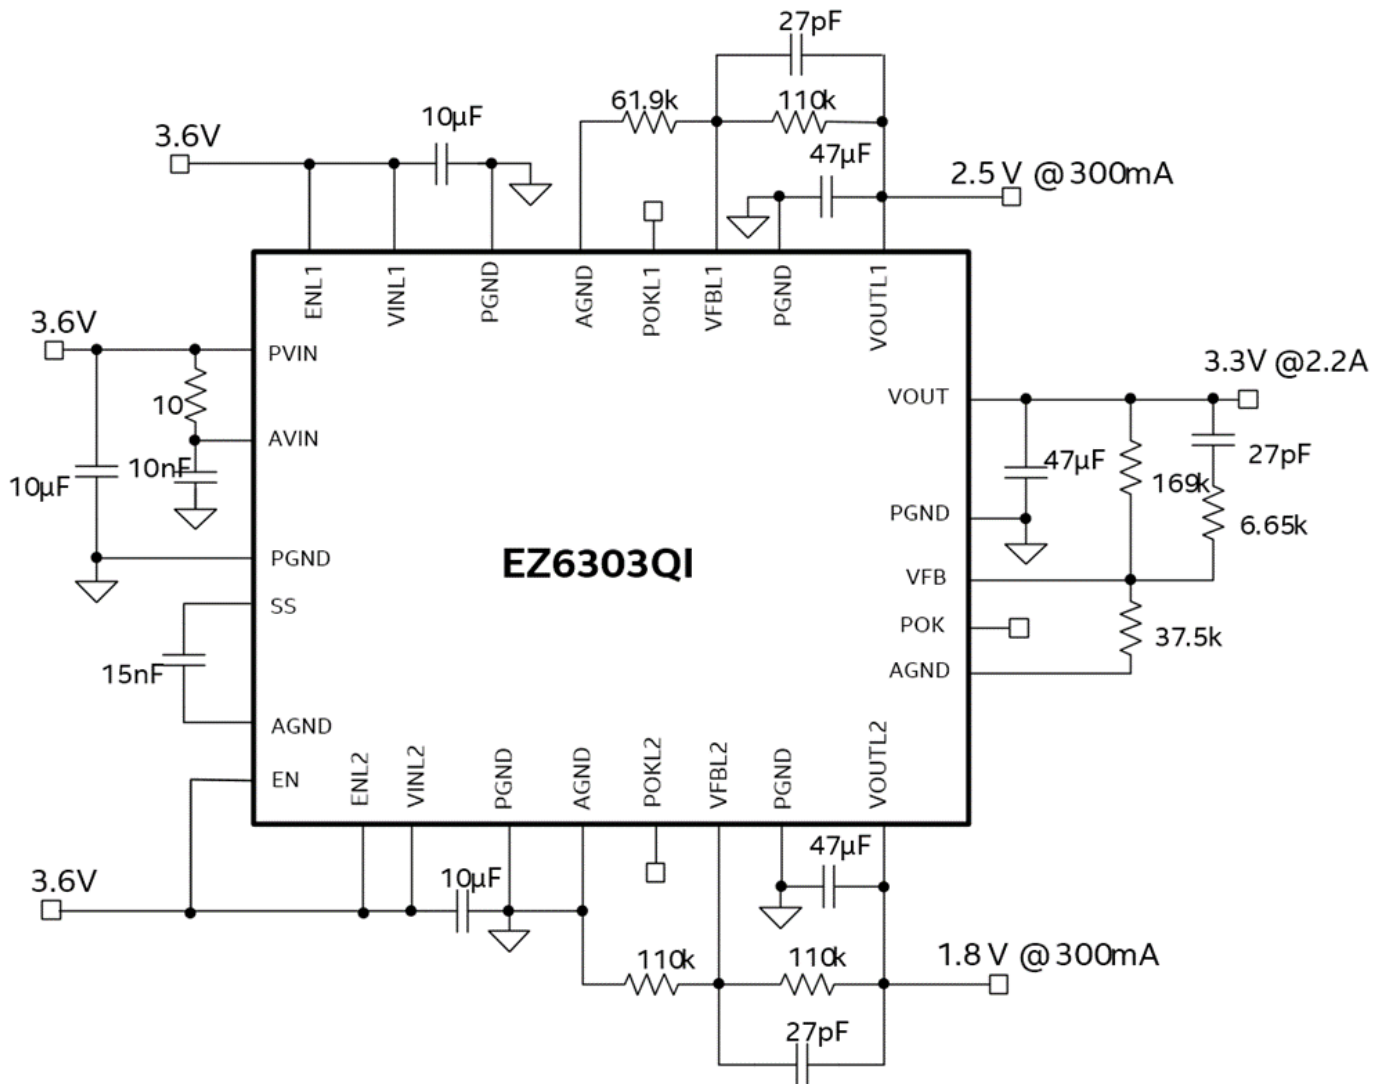 27pF
61.9k
110k
10µF
3.6V
47µF
2.5 V @ 300mA
ENL1
VINL1
PGND
AGND
POKL1
VFBL1
PGND
VOUTL1
3.6V
PVIN
3.3V @2.2A
10
VOUT
AVIN
10nF
10µF
47µF
169k
27pF
PGND
6.65k
PGND
EZ6303QI
VFB
SS
POK
37.5k
15nF
AGND
AGND
EN
ENL2
VINL2
PGND
AGND
POKL2
VFBL2
PGND
VOUTL2
47µF
3.6V
10µF
110k
110k
1.8 V @ 300mA
27pF